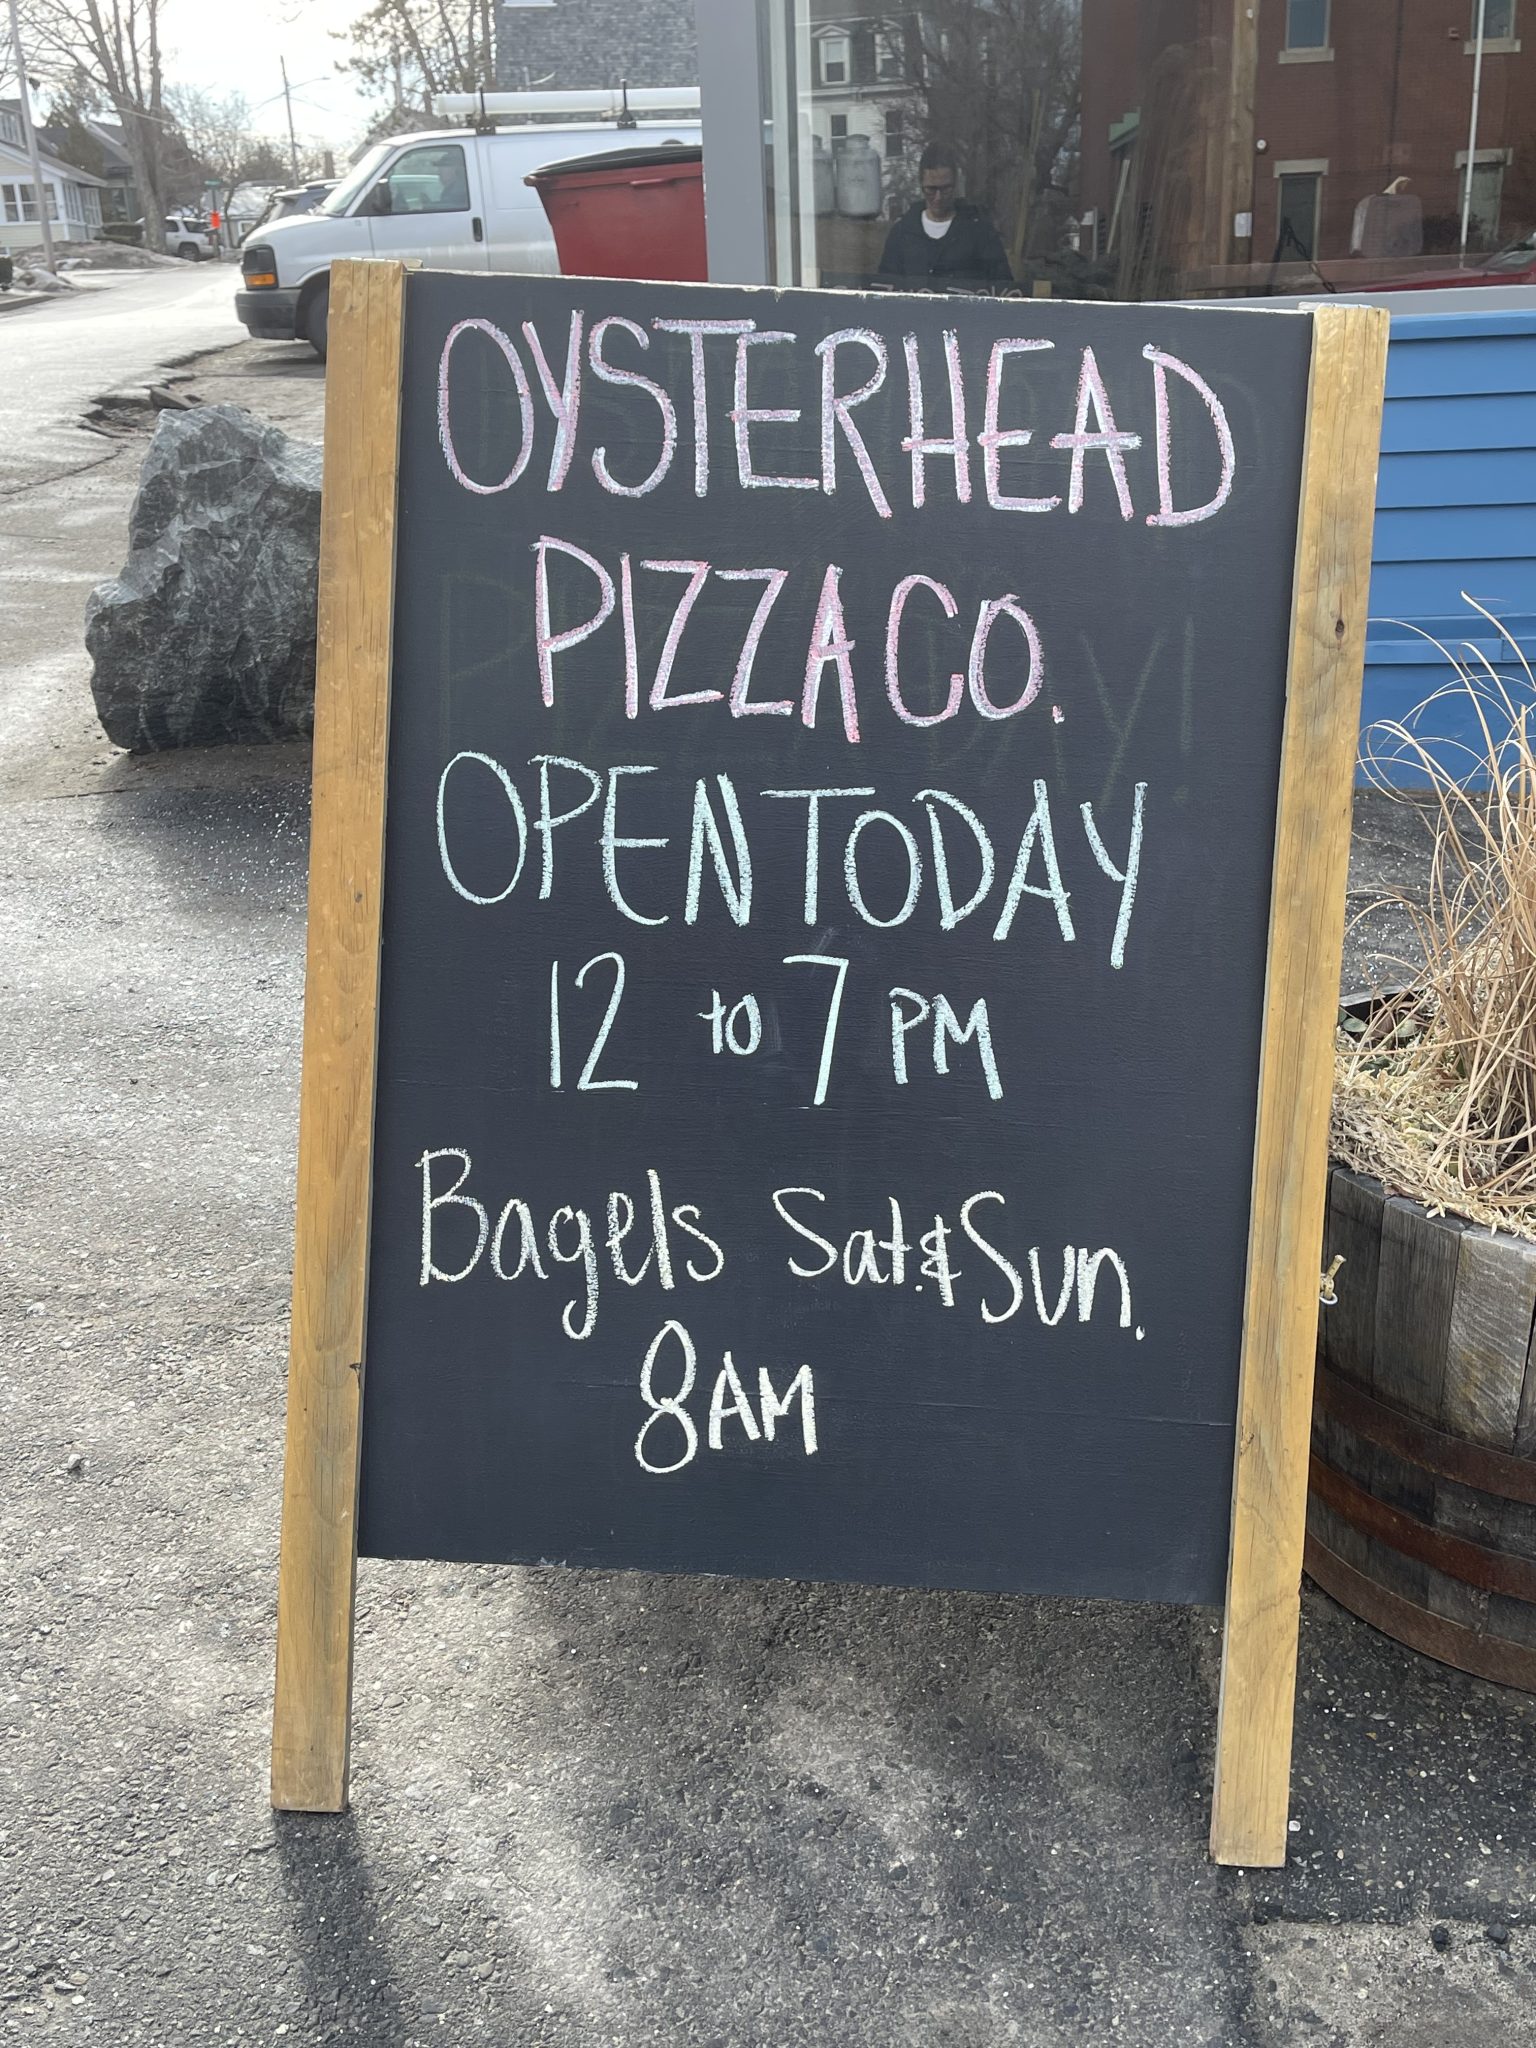 OYSTERHEAD
PIZZA CO.
OPEN TODAY
12 to 7 PM
Bagels Sat. & Sun.
8AM